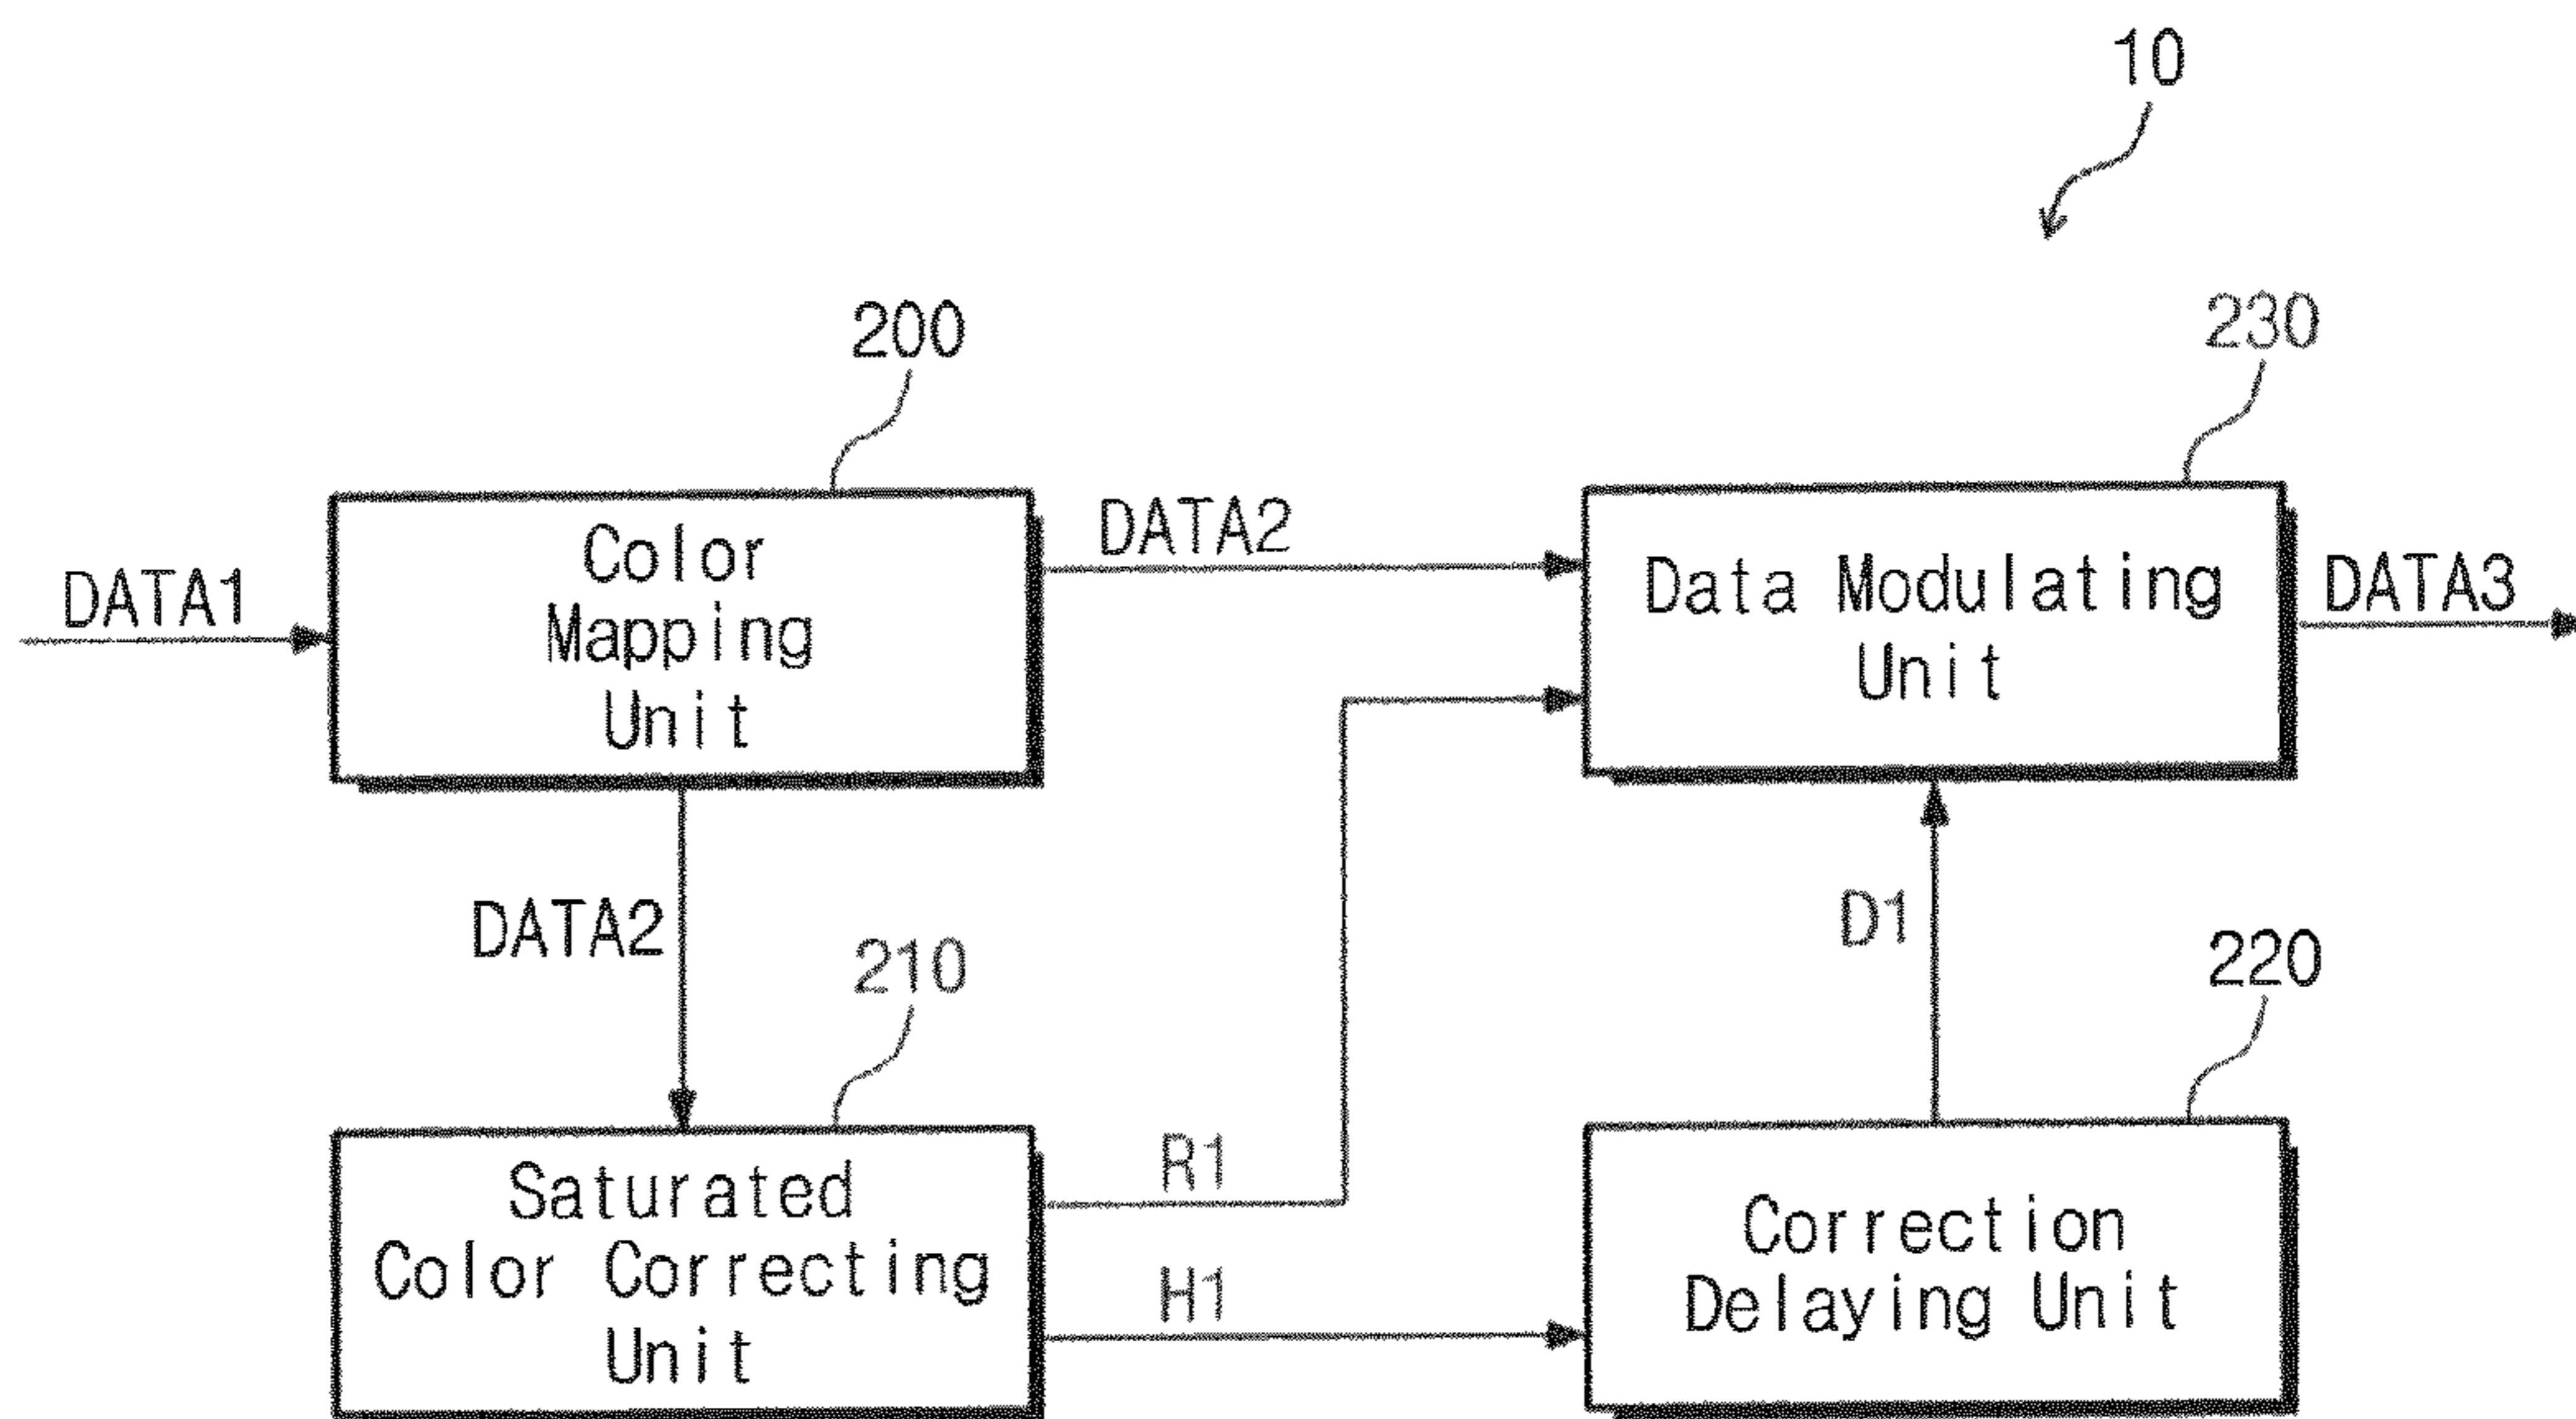 10
200
230
DATA1
Color
Mapping
Unit
DATA2
Data Modulating
Unit
DATA3
DATA2
D1
210
220
Saturated
Color Correcting
Unit
R1
H1
Correction
Delaying Unit